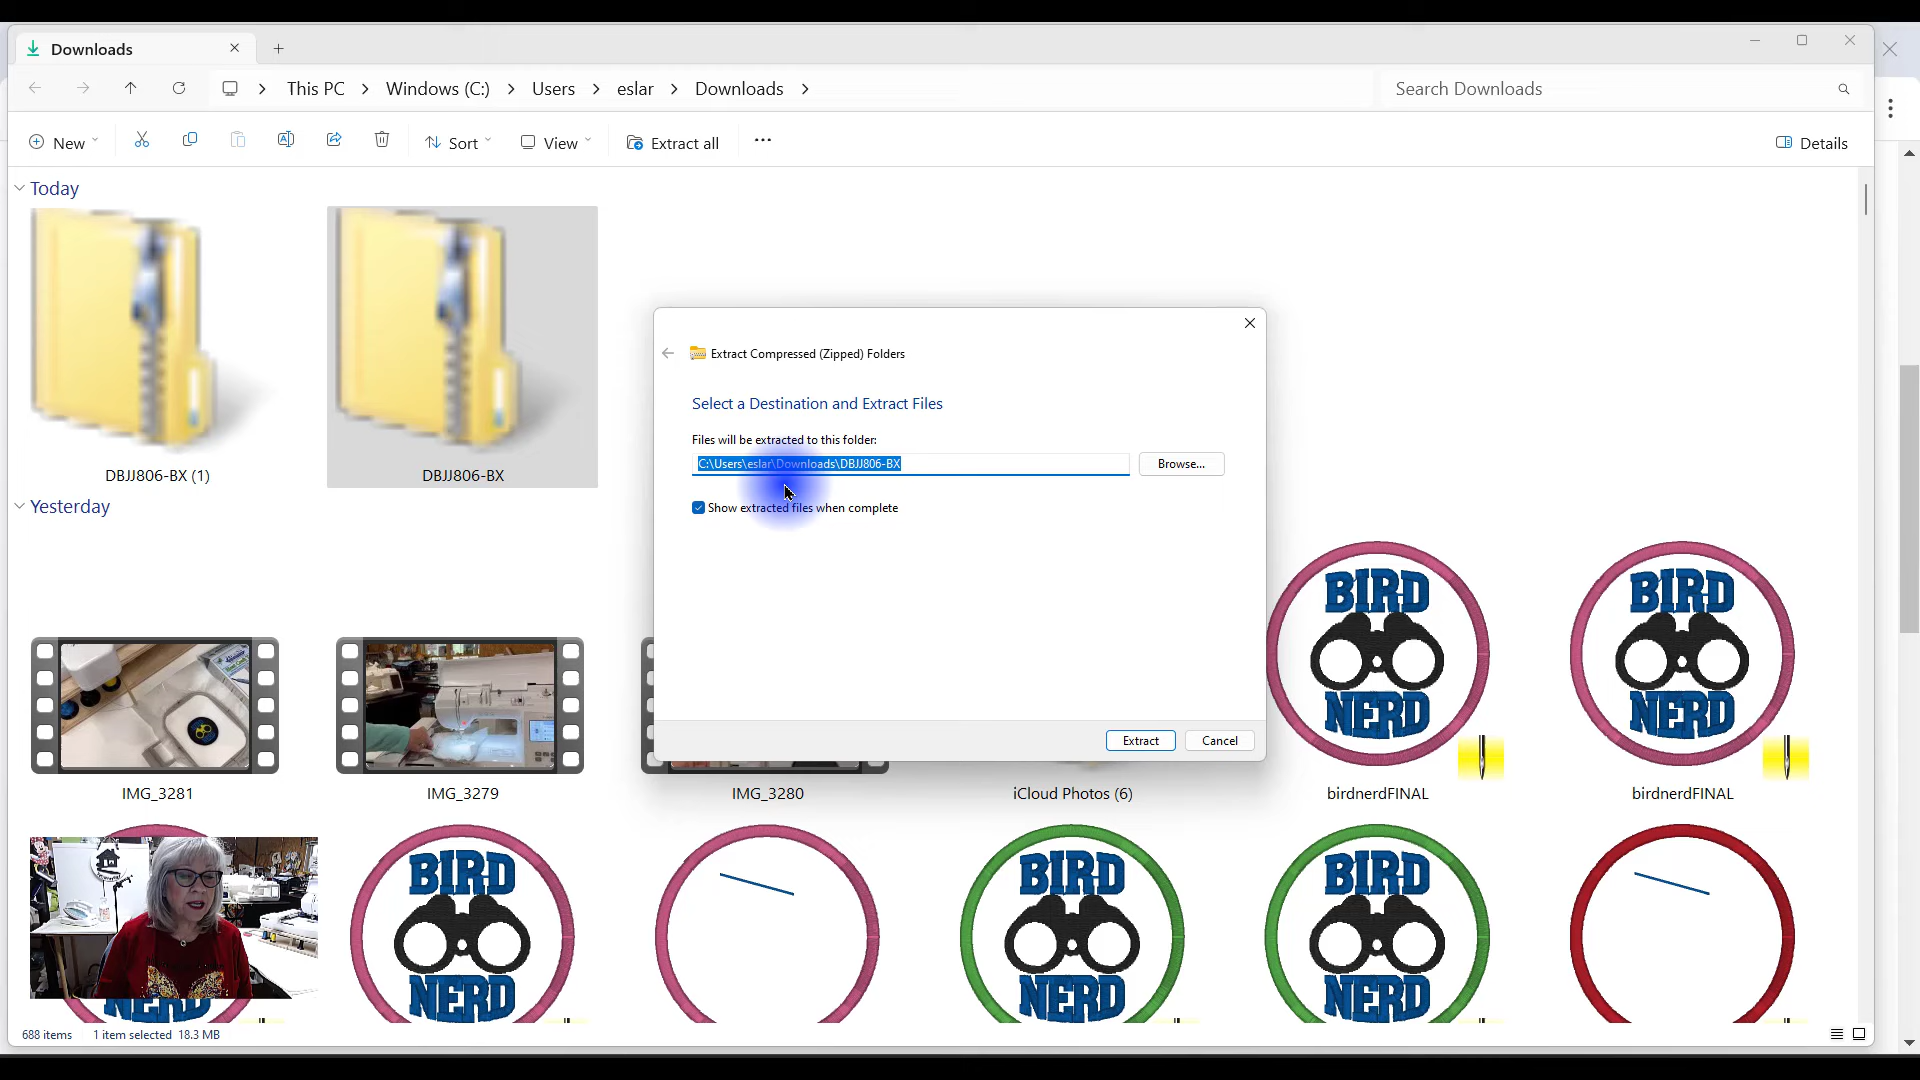 Downloads
This PC > Windows (C:) > Users > eslar > Downloads >
Search Downloads
New
Sort
View
Extract all
Details
Today
DBJJ806-BX (1)
DBJJ806-BX
Yesterday
Extract Compressed (Zipped) Folders
Select a Destination and Extract Files
Files will be extracted to this folder:
C:\Users\eslar\Downloads\DBJJ806-BX
Browse...
Show extracted files when complete
Extract
Cancel
BIRD
NERD
BIRD
NERD
IMG_3281
IMG_3279
IMG_3280
iCloud Photos (6)
birdnerdFINAL
birdnerdFINAL
NERD
BIRD
NERD
BIRD
NERD
BIRD
NERD
688 items
1 item selected 18.3 MB